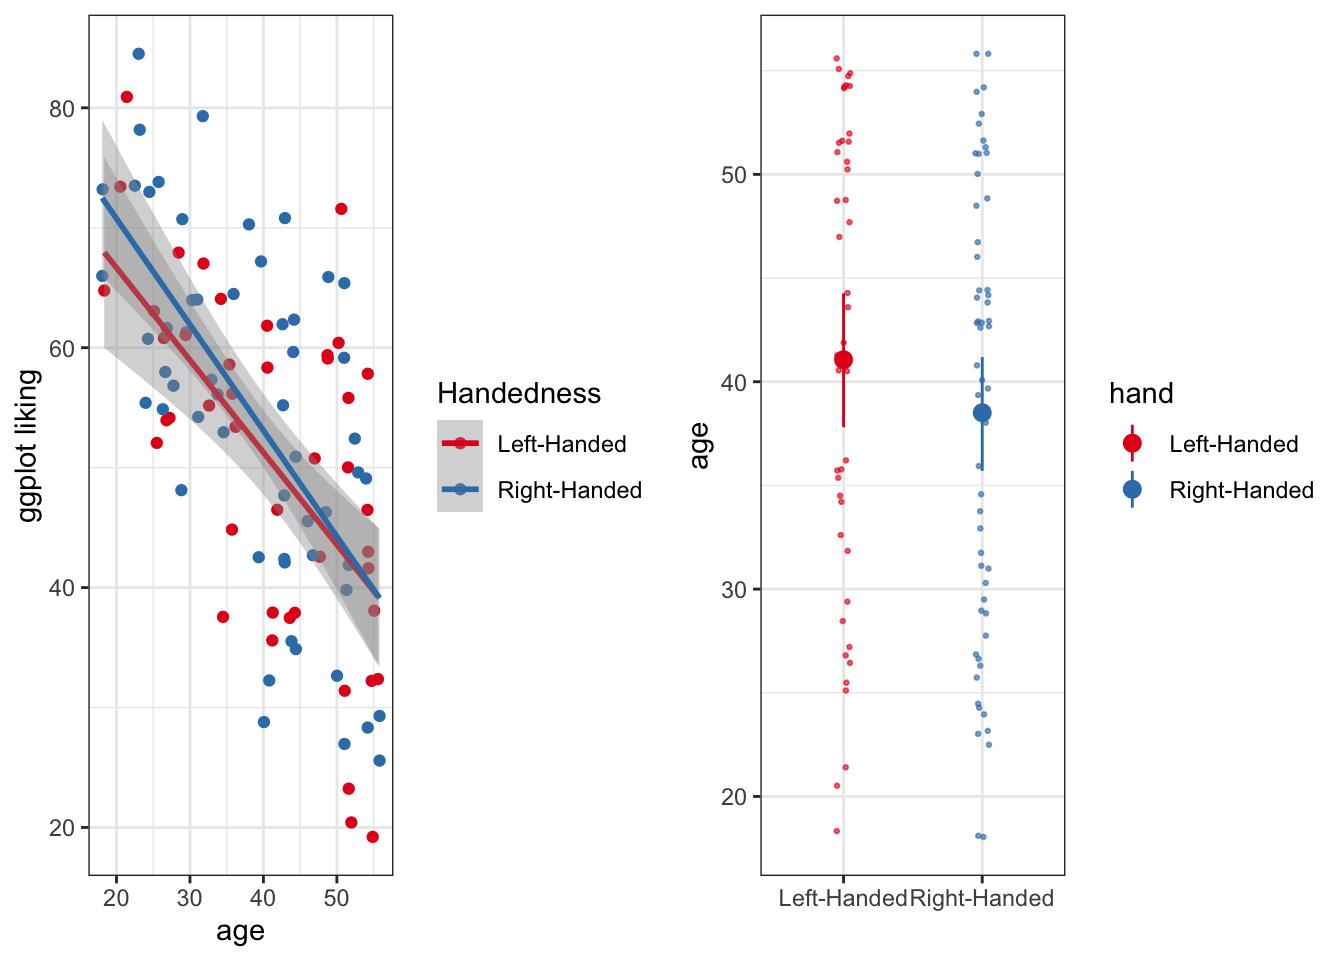 80
60
40
20
ggplot liking
20 30 40 50
age
Handedness
Left-Handed
Right-Handed
50
40
30
20
age
Left-Handed Right-Handed
hand
Left-Handed
Right-Handed